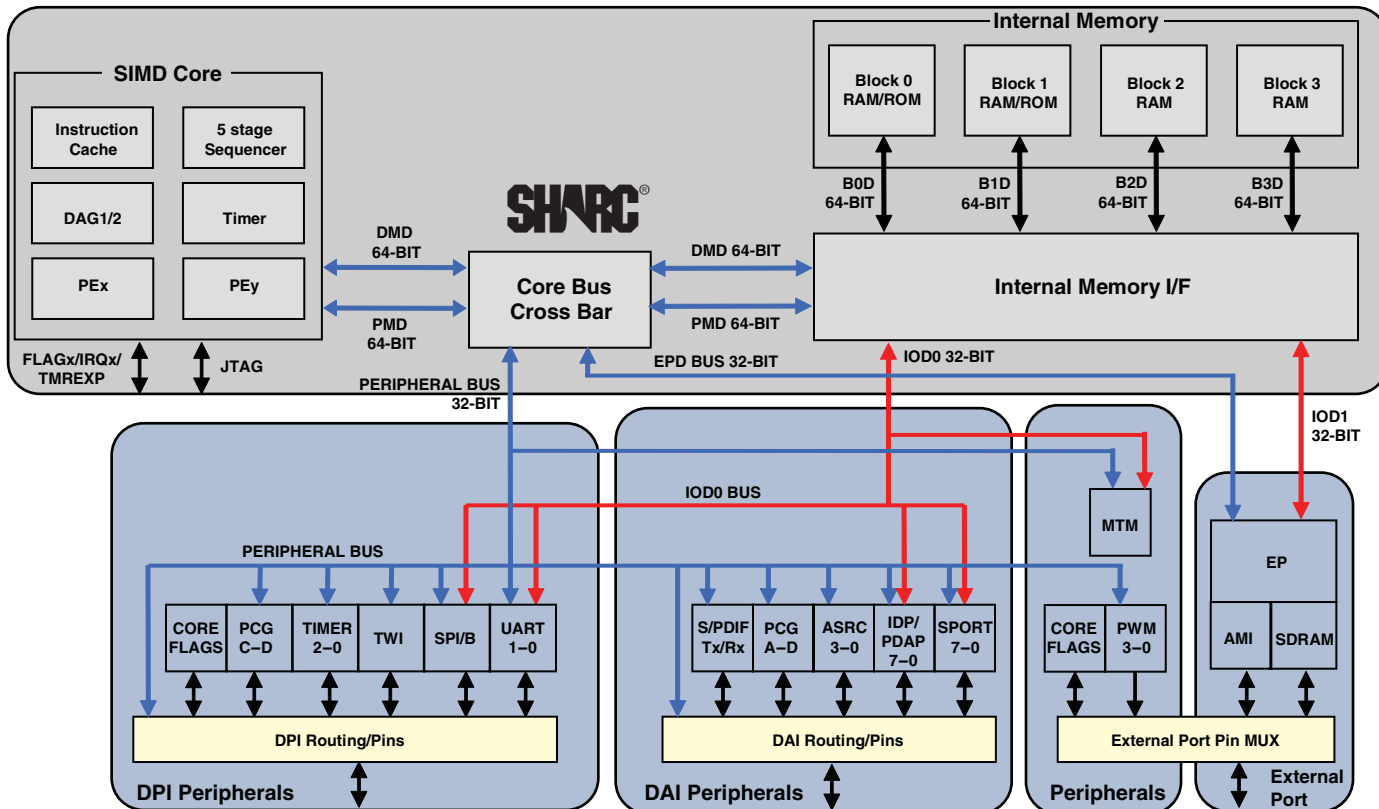 Internal Memory
SIMD Core
Block 0
RAM/ROM
Block 1
RAM/ROM
Block 2
RAM
Block 3
RAM
Instruction
Cache
5 stage
Sequencer
DAG1/2
Timer
PEx
PEy
SHARC®
B0D
64-BIT
B1D
64-BIT
B2D
64-BIT
B3D
64-BIT
DMD
64-BIT
PMD
64-BIT
Core Bus
Cross Bar
DMD 64-BIT
PMD 64-BIT
Internal Memory I/F
FLAGx/IRQx/
TMREXP
JTAG
PERIPHERAL BUS
32-BIT
EPD BUS 32-BIT
IOD0 32-BIT
IOD1
32-BIT
IOD0 BUS
PERIPHERAL BUS
MTM
EP
AMI
SDRAM
CORE
FLAGS
PCG
C–D
TIMER
2–0
TWI
SPI/B
UART
1–0
S/PDIF
Tx/Rx
PCG
A–D
ASRC
3–0
IDP/
PDAP
7–0
SPORT
7–0
CORE
FLAGS
PWM
3–0
DPI Routing/Pins
DAI Routing/Pins
External Port Pin MUX
DPI Peripherals
DAI Peripherals
Peripherals
External
Port